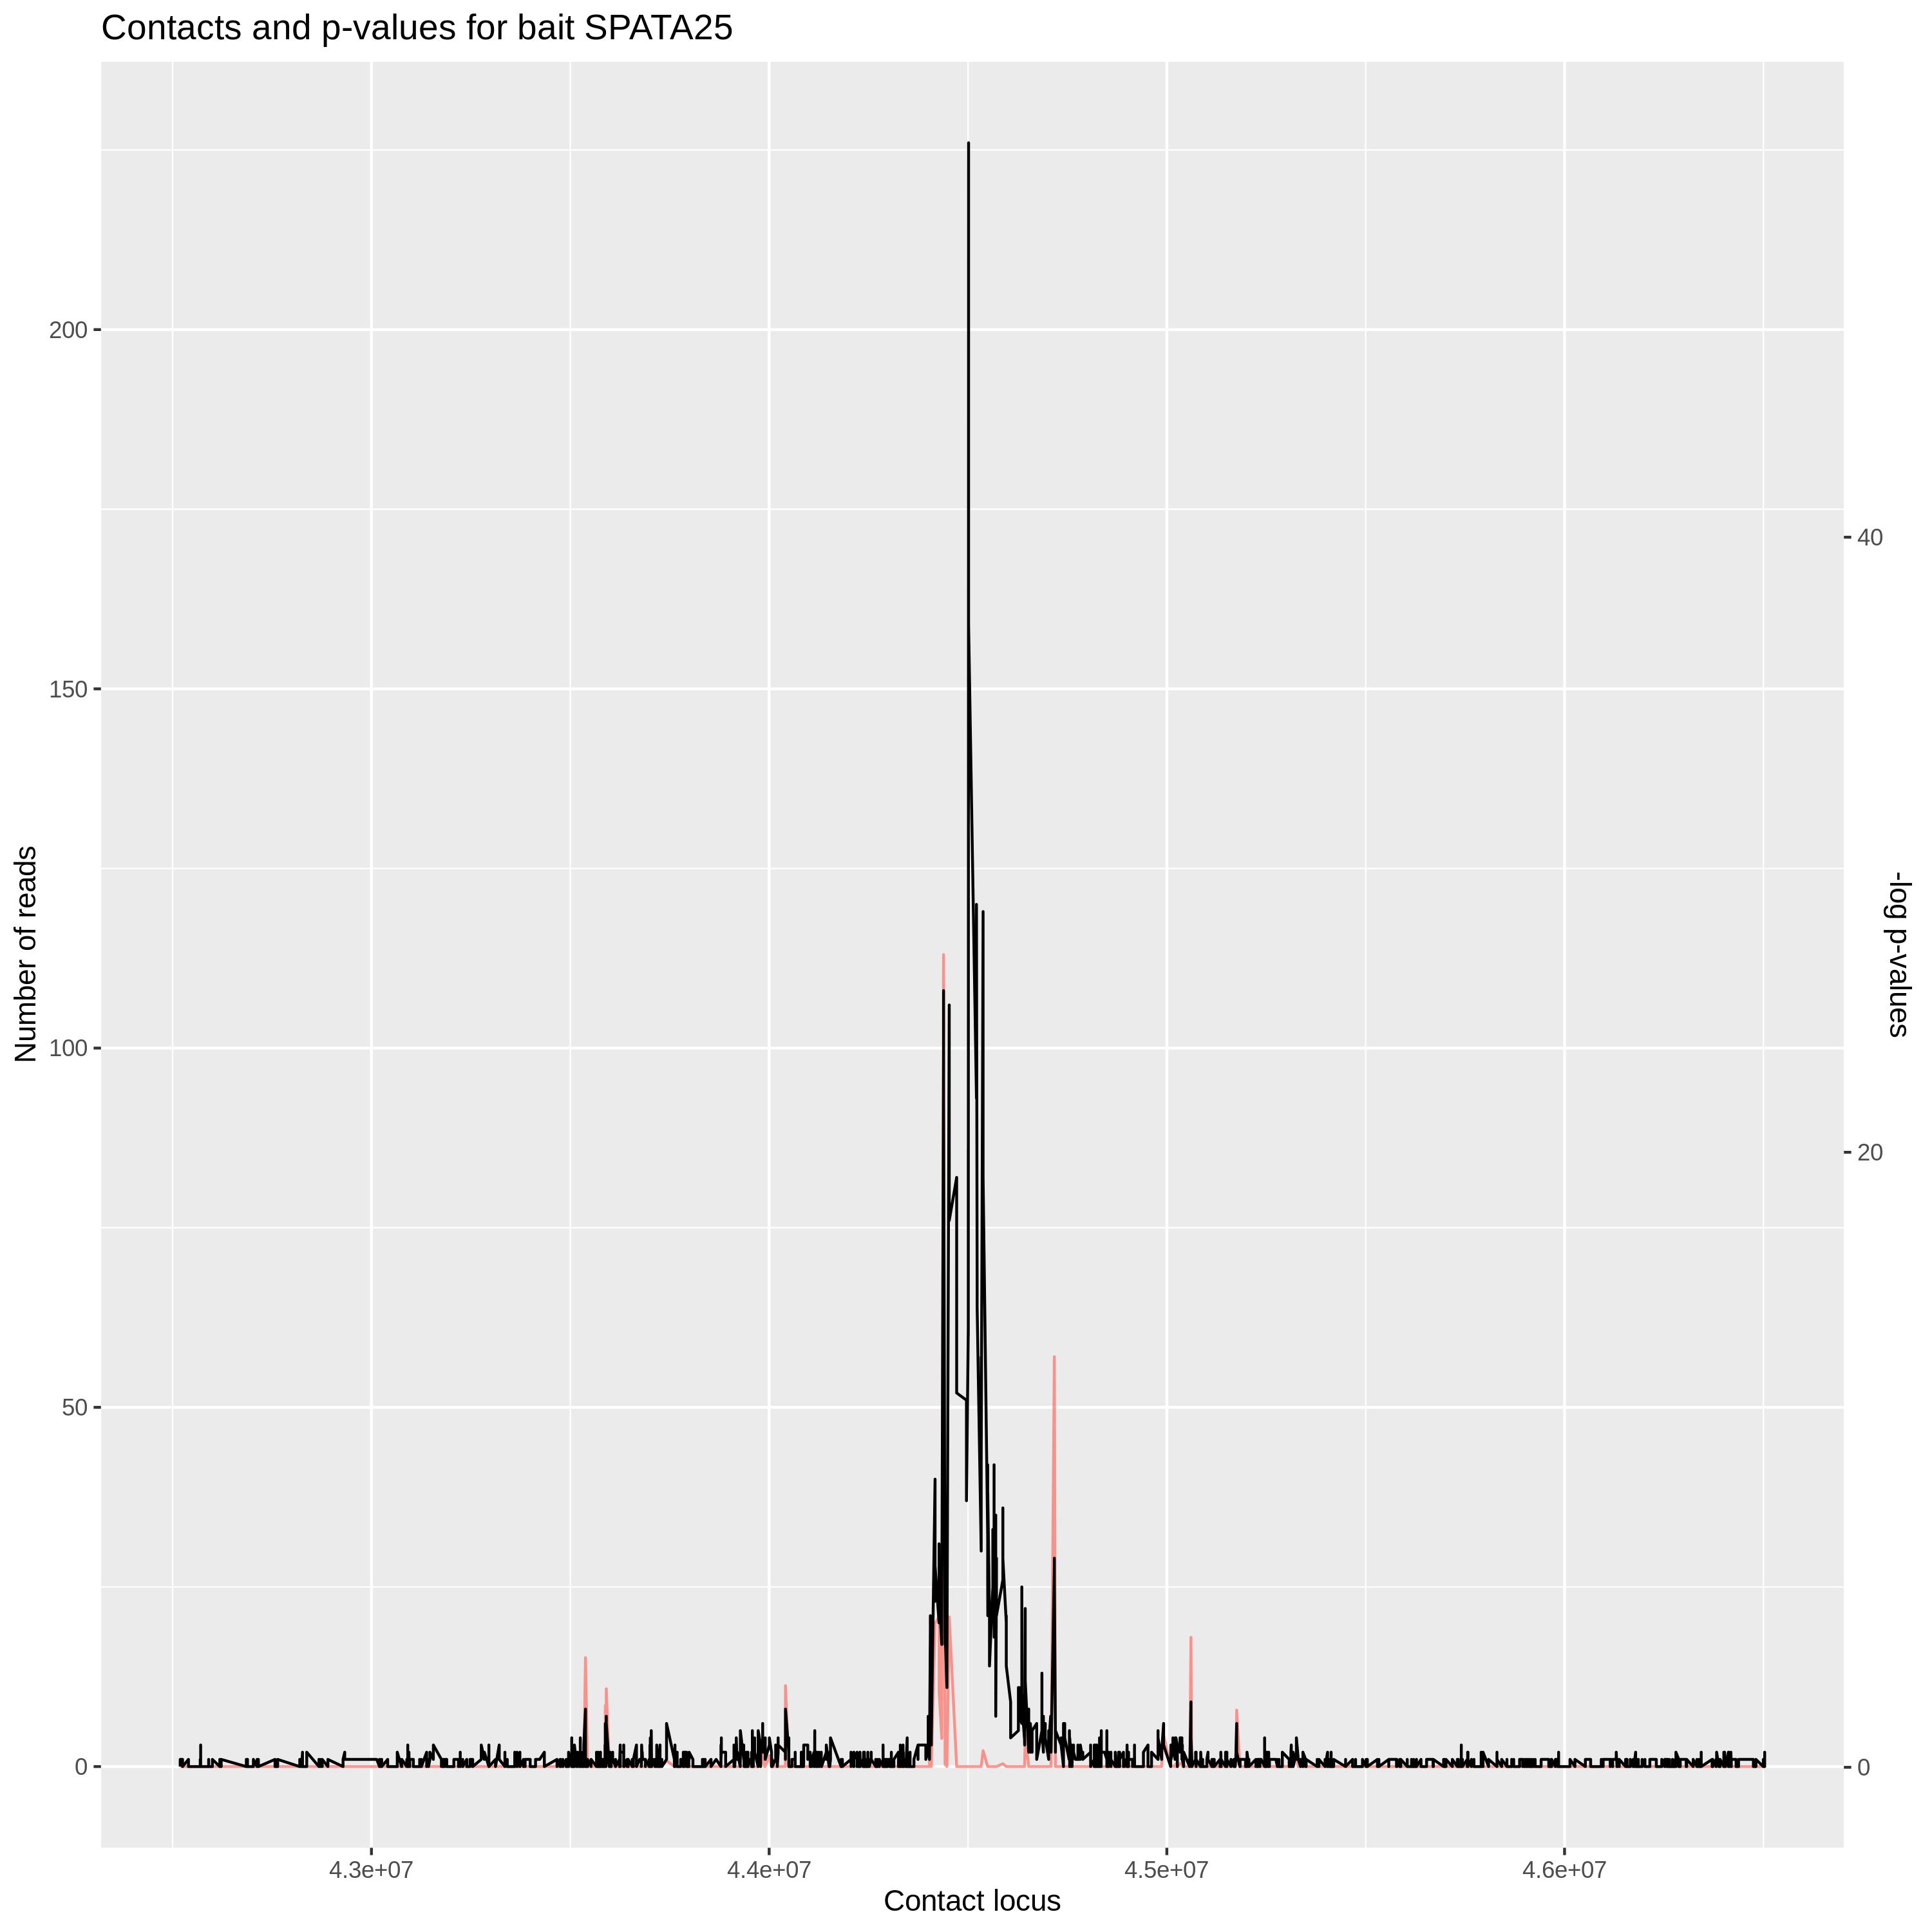 Contacts and p-values for bait SPATA25
Number of reads
200
150
100
50
0
40
20
0
-log p-values
4.3e+07
4.4e+07
4.5e+07
4.6e+07
Contact locus